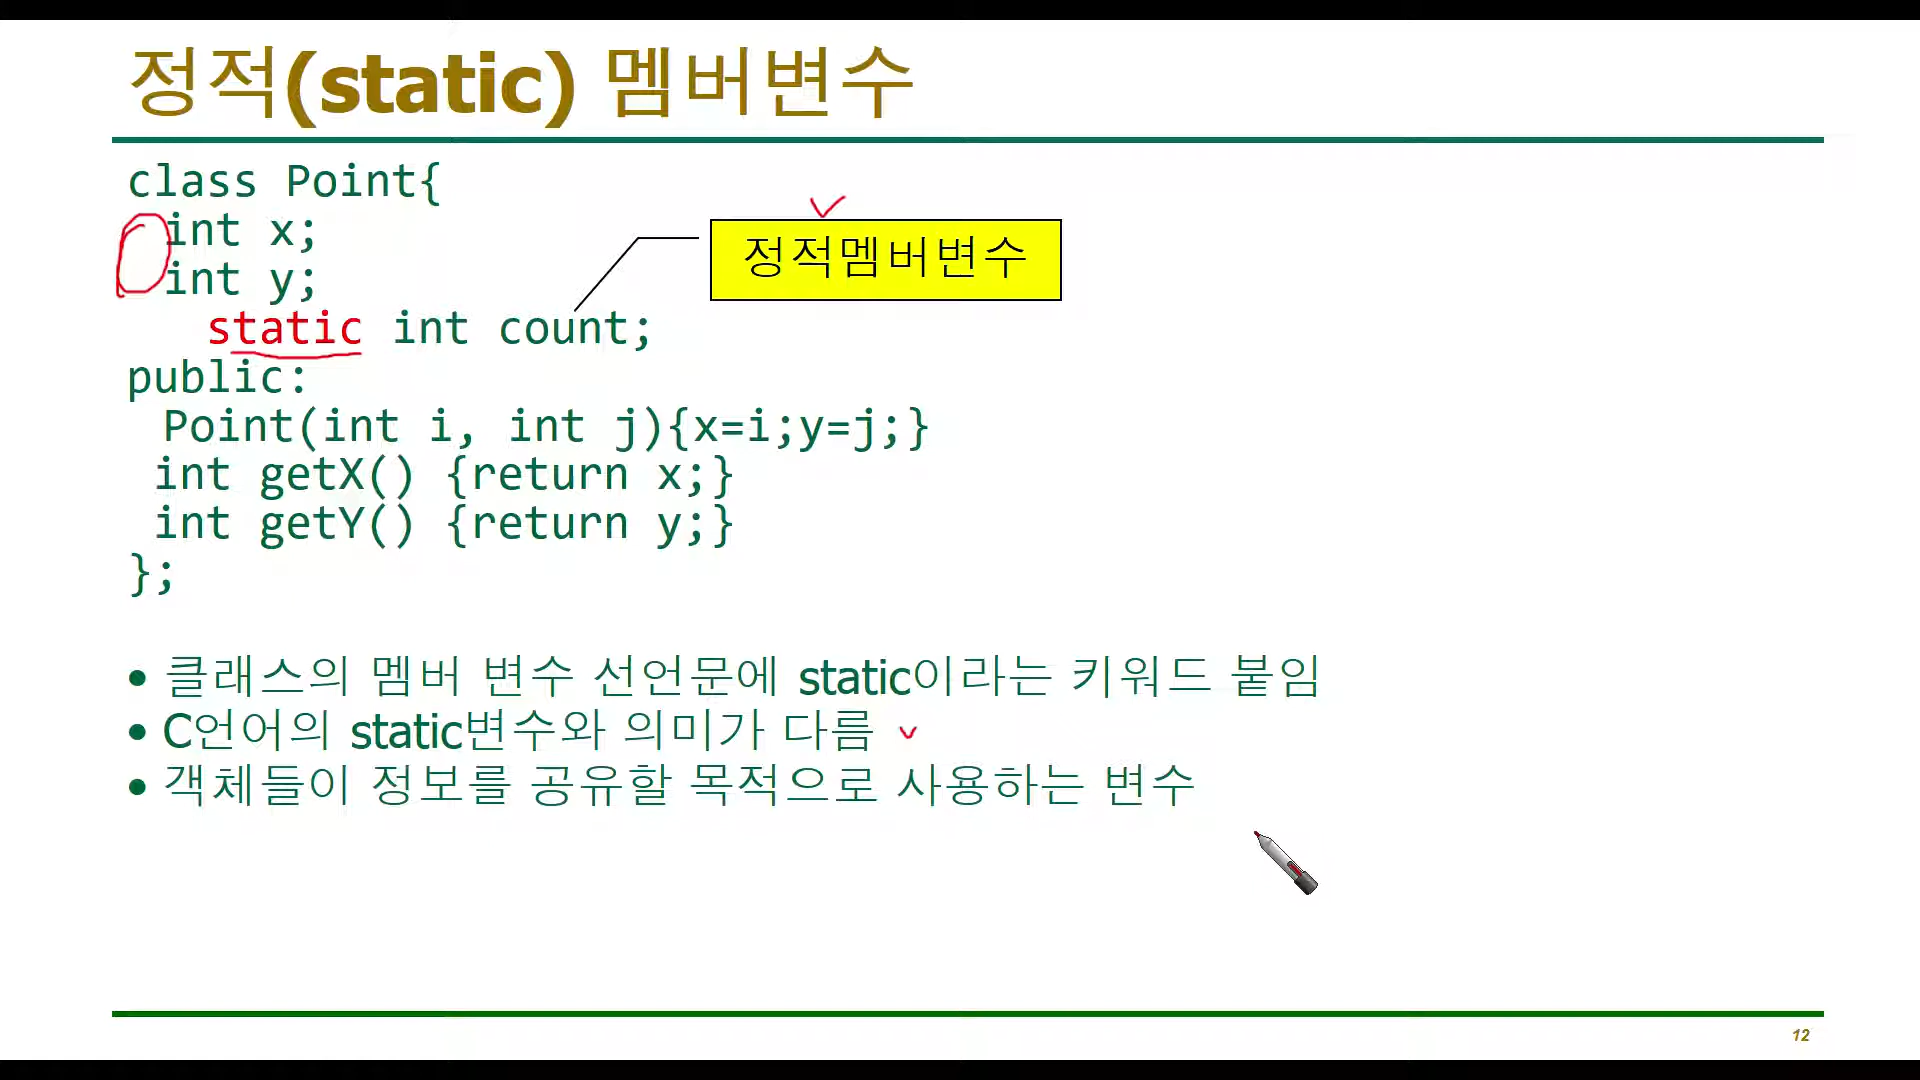 정적(static) 멤버변수
class Point{
int x;
int y;
정적멤버변수
static int count;
public:
Point(int i, int j){x=i;y=j;}
int getX() {return x;}
int getY() {return y;}
};
• 클래스의 멤버 변수 선언문에 static이라는 키워드 붙임
• C언어의 static변수와 의미가 다름
• 객체들이 정보를 공유할 목적으로 사용하는 변수
12